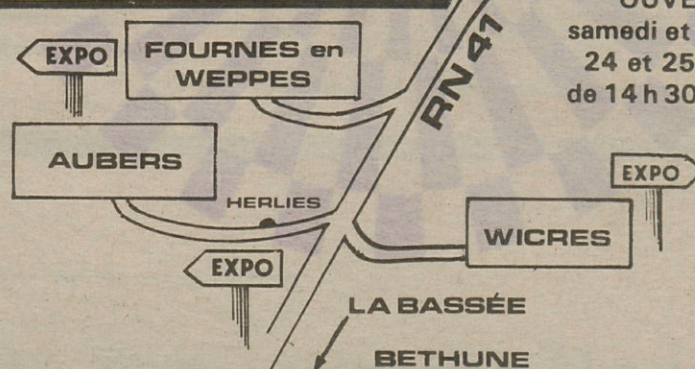 samedi et
24 et 25
de 14 h 30
EXPO
FOURNES en
WEPPES
RN 41
AUBERS
EXPO
HERLIES
WICRES
EXPO
LA BASSÉE
BETHUNE